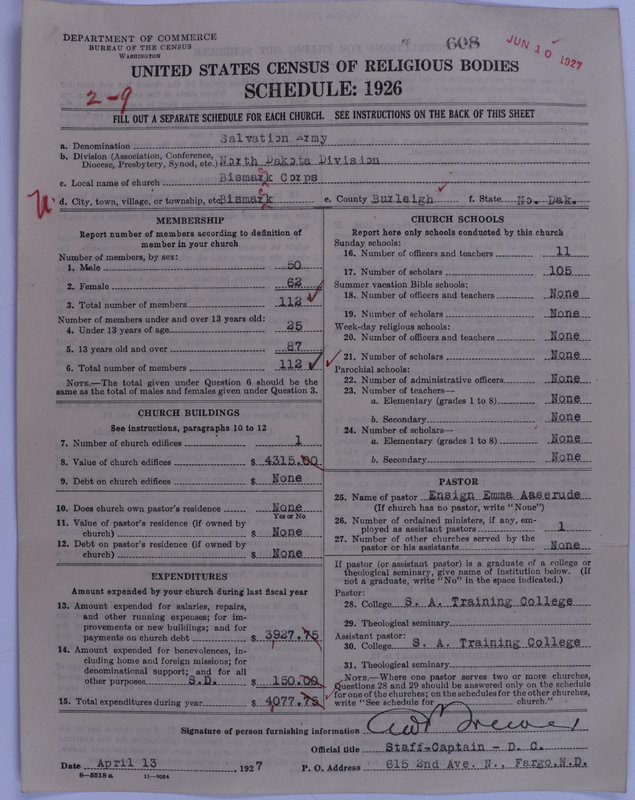 DEPARTMENT OF COMMERCE
BUREAU OF THE CENSUS
WASHINGTON
608
JUN 10 1927
UNITED STATES CENSUS OF RELIGIOUS BODIES
SCHEDULE: 1926
2-9
FILL OUT A SEPARATE SCHEDULE FOR EACH CHURCH. SEE INSTRUCTIONS ON THE BACK OF THIS SHEET
a. Denomination Salvation Army
b. Division (Association, Conference, Diocese, Presbytery, Synod, etc.) North Dakota Division
c. Local name of church Bismark Corps
d. City, town, village, or township, etc Bismark e. County Burleigh f. State No. Dak.
MEMBERSHIP
Report number of members according to definition of
member in your church
Number of members, by sex:
1. Male 50
2. Female 62
3. Total number of members 112
Number of members under and over 13 years old:
4. Under 13 years of age 25
5. 13 years old and over 87
6. Total number of members 112
NOTE.—The total given under Question 6 should be
same as the total of males and females given under Question 3.
CHURCH BUILDINGS
See instructions, paragraphs 10 to 12
7. Number of church edifices 1
8. Value of church edifices $ 4315.00
9. Debt on church edifices $ None
10. Does church own pastor's residence? None
Yes or No
11. Value of pastor's residence (if owned by
church) $ None
12. Debt on pastor's residence (if owned by
church) $ None
EXPENDITURES
Amount expended by your church during last fiscal year
13. Amount expended for salaries, repairs,
and other running expenses; for im-
provements or new buildings; and for
payments on church debt $ 3927.75
14. Amount expended for benevolences, in-
cluding home and foreign missions; for
denominational support; and for all
other purposes S.D. $ 150.00
15. Total expenditures during year $ 4077.75
CHURCH SCHOOLS
Report here only schools conducted by this church
Sunday schools:
16. Number of officers and teachers 11
17. Number of scholars 105
Summer vacation Bible schools:
18. Number of officers and teachers None
19. Number of scholars None
Week-day religious schools:
20. Number of officers and teachers None
21. Number of scholars None
Parochial schools:
22. Number of administrative officers None
23. Number of teachers—
a. Elementary (grades 1 to 8) None
b. Secondary None
24. Number of scholars—
a. Elementary (grades 1 to 8) None
b. Secondary None
PASTOR
25. Name of pastor Ensign Emma Aaserude
(If church has no pastor, write "None")
26. Number of ordained ministers, if any, em-
ployed as assistant pastors 1
27. Number of other churches served by the
pastor or his assistants None
If pastor (or assistant pastor) is a graduate of a college or
theological seminary, give name of institution below. (If
not a graduate, write "No" in the space indicated.)
Pastor:
28. College S. A. Training College
29. Theological seminary
Assistant pastor:
30. College S. A. Training College
31. Theological seminary
NOTE.—Where one pastor serves two or more churches,
Questions 28 and 29 should be answered only on the schedule
for one of the churches; on the schedules for the other churches,
write "See schedule for church."
Signature of person furnishing information
Official title Staff-Captain - D. C.
Date April 13, 1927 P. O. Address 615 2nd Ave. N., Fargo, N.D.
8-5518 a 11-9034